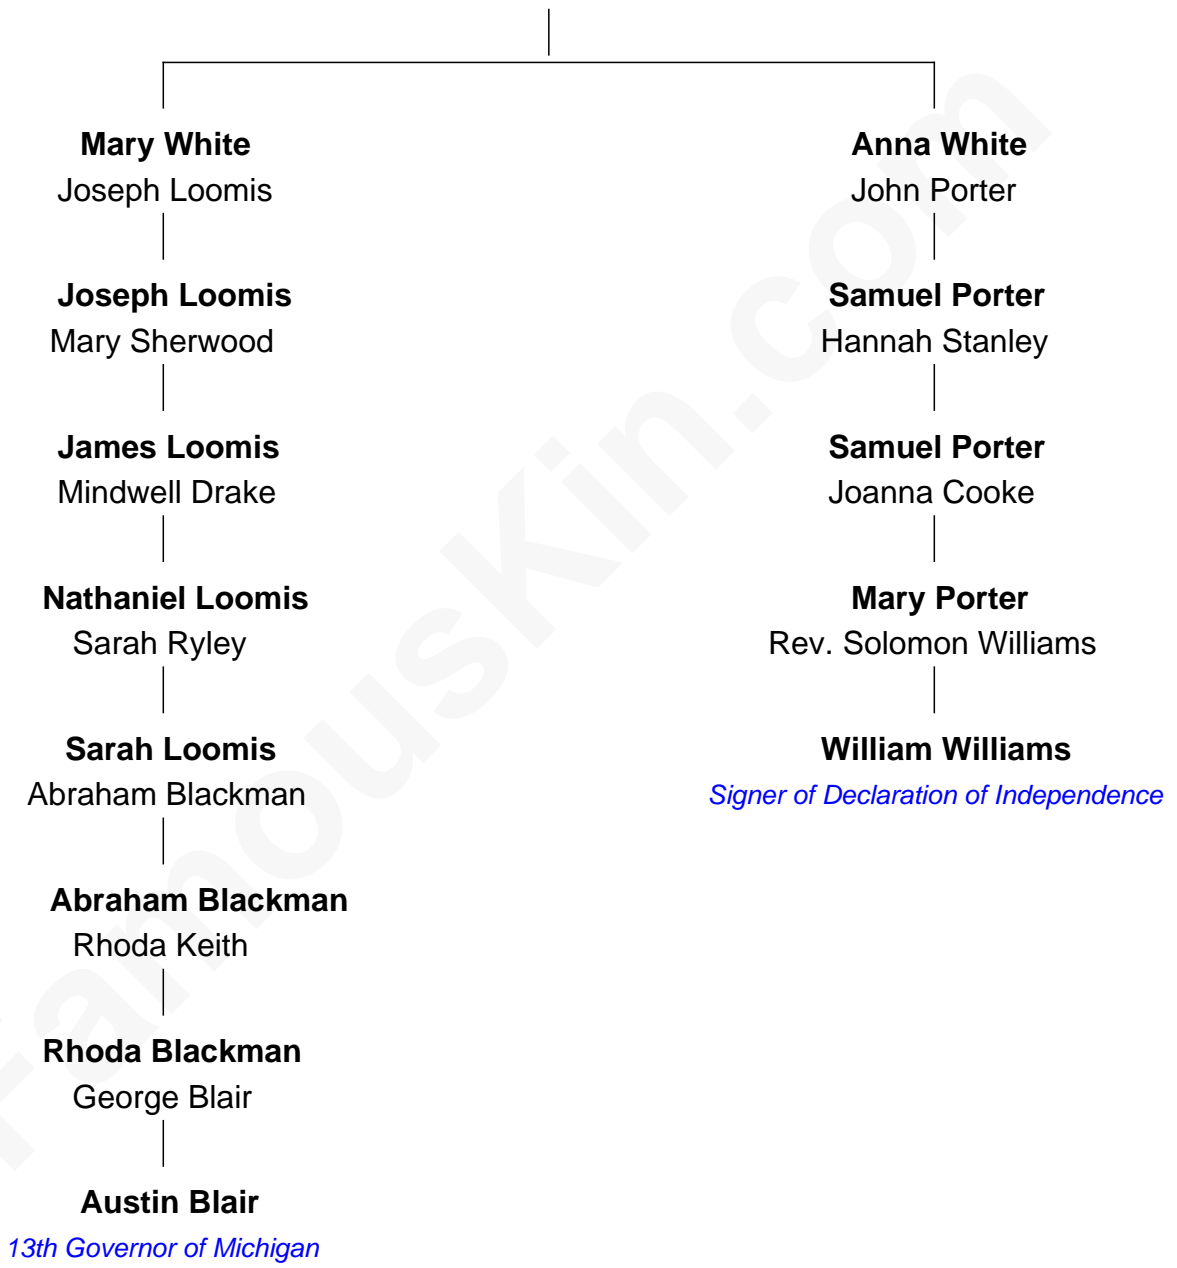 Mary White
Joseph Loomis
Joseph Loomis
Mary Sherwood
James Loomis
Mindwell Drake
Nathaniel Loomis
Sarah Ryley
Sarah Loomis
Abraham Blackman
Abraham Blackman
Rhoda Keith
Rhoda Blackman
George Blair
Austin Blair
13th Governor of Michigan
Anna White
John Porter
Samuel Porter
Hannah Stanley
Samuel Porter
Joanna Cooke
Mary Porter
Rev. Solomon Williams
William Williams
Signer of Declaration of Independence
FamousKin.com